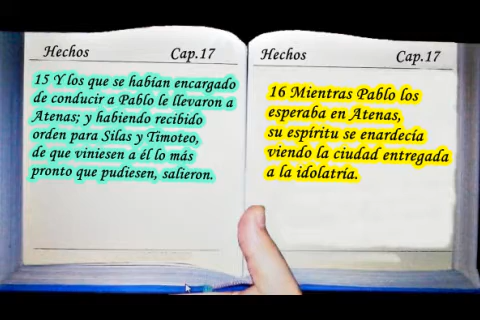 Hechos Cap.17
15 Y los que se habían encargado
de conducir a Pablo le llevaron a
Atenas; y habiendo recibido
orden para Silas y Timoteo,
de que viniesen a él lo más
pronto que pudiesen, salieron.
Hechos Cap.17
16 Mientras Pablo los
esperaba en Atenas,
su espíritu se enardecía
viendo la ciudad entregada
a la idolatría.